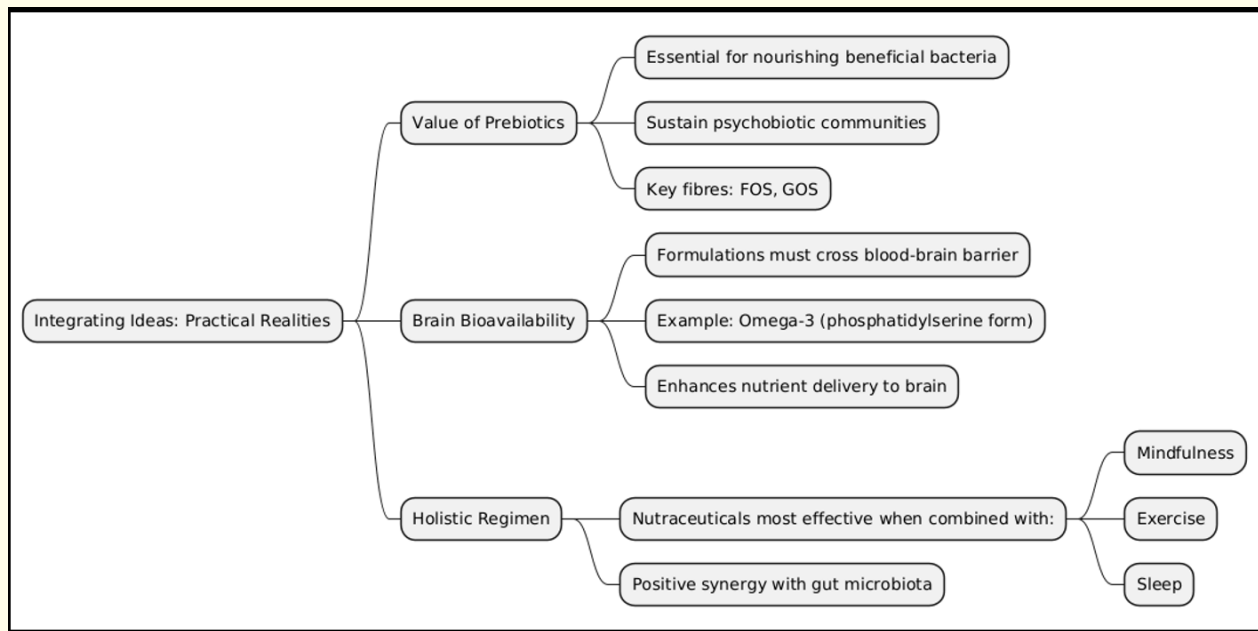 Integrating Ideas: Practical Realities
Value of Prebiotics
Essential for nourishing beneficial bacteria
Sustain psychobiotic communities
Key fibres: FOS, GOS
Brain Bioavailability
Formulations must cross blood-brain barrier
Example: Omega-3 (phosphatidylserine form)
Enhances nutrient delivery to brain
Holistic Regimen
Nutraceuticals most effective when combined with:
Mindfulness
Exercise
Sleep
Positive synergy with gut microbiota